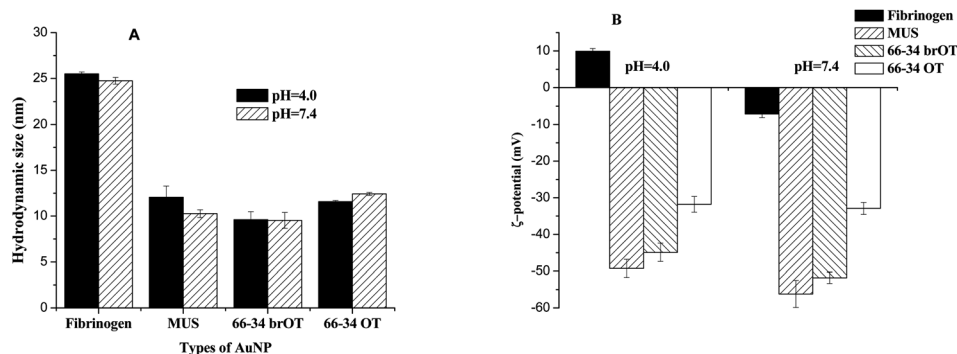 A
30
25
20
15
10
5
0
Hydrodynamic size (nm)
pH=4.0
pH=7.4
Fibrinogen
MUS
66-34 brOT
66-34 OT
Types of AuNP
B
Fibrinogen
MUS
66-34 brOT
66-34 OT
pH=4.0
pH=7.4
10
0
-10
-20
-30
-40
-50
-60
ζ-potential (mV)